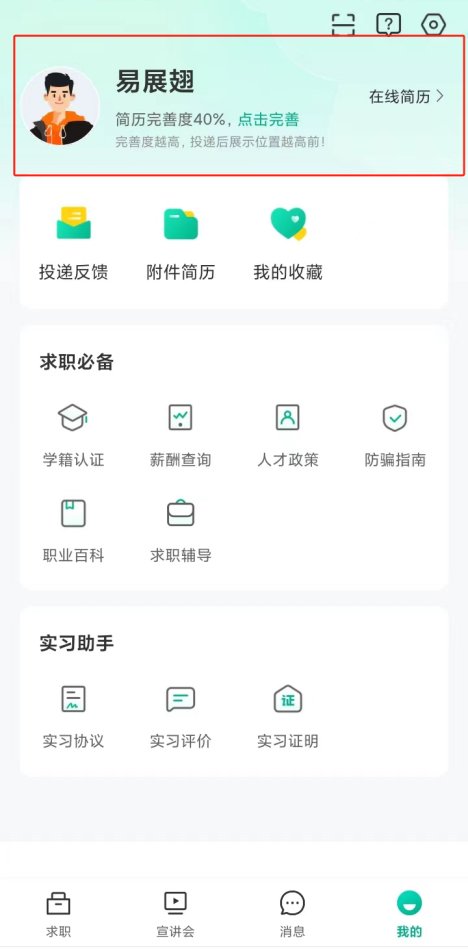 易展翅
在线简历
简历完善度40%，点击完善
完善度越高，投递后展示位置越高前！
投递反馈 附件简历 我的收藏
求职必备
学籍认证 薪酬查询 人才政策 防骗指南
职业百科 求职辅导
实习助手
证
实习协议 实习评价 实习证明
求职 宣讲会 消息 我的